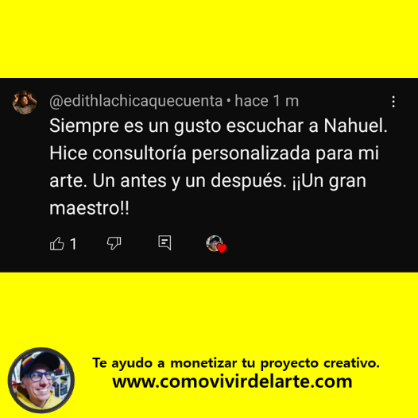 @edithlachicaquecuenta • hace 1 m
Siempre es un gusto escuchar a Nahuel.
Hice consultoría personalizada para mi
arte. Un antes y un después. ¡¡Un gran
maestro!!
1
Te ayudo a monetizar tu proyecto creativo.
www.comovivirdelarte.com